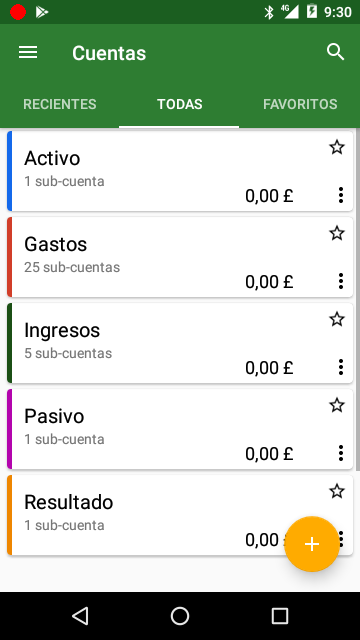 4G
9:30
Cuentas
RECIENTES
TODAS
FAVORITOS
Activo
1 sub-cuenta
0,00 £
Gastos
25 sub-cuentas
0,00 £
Ingresos
5 sub-cuentas
0,00 £
Pasivo
1 sub-cuenta
0,00 £
Resultado
1 sub-cuenta
0,00